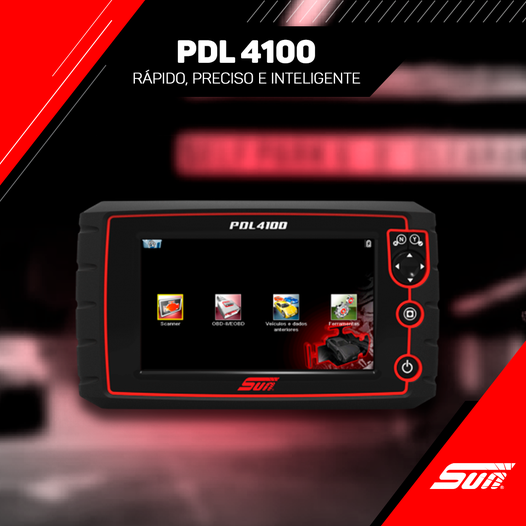 PDL 4100
RÁPIDO, PRECISO E INTELIGENTE
PDL4100
N Y
Scanner
OBD-II/EOBD
Veículos e dados
anteriores
Ferramentas
Sun
Sun